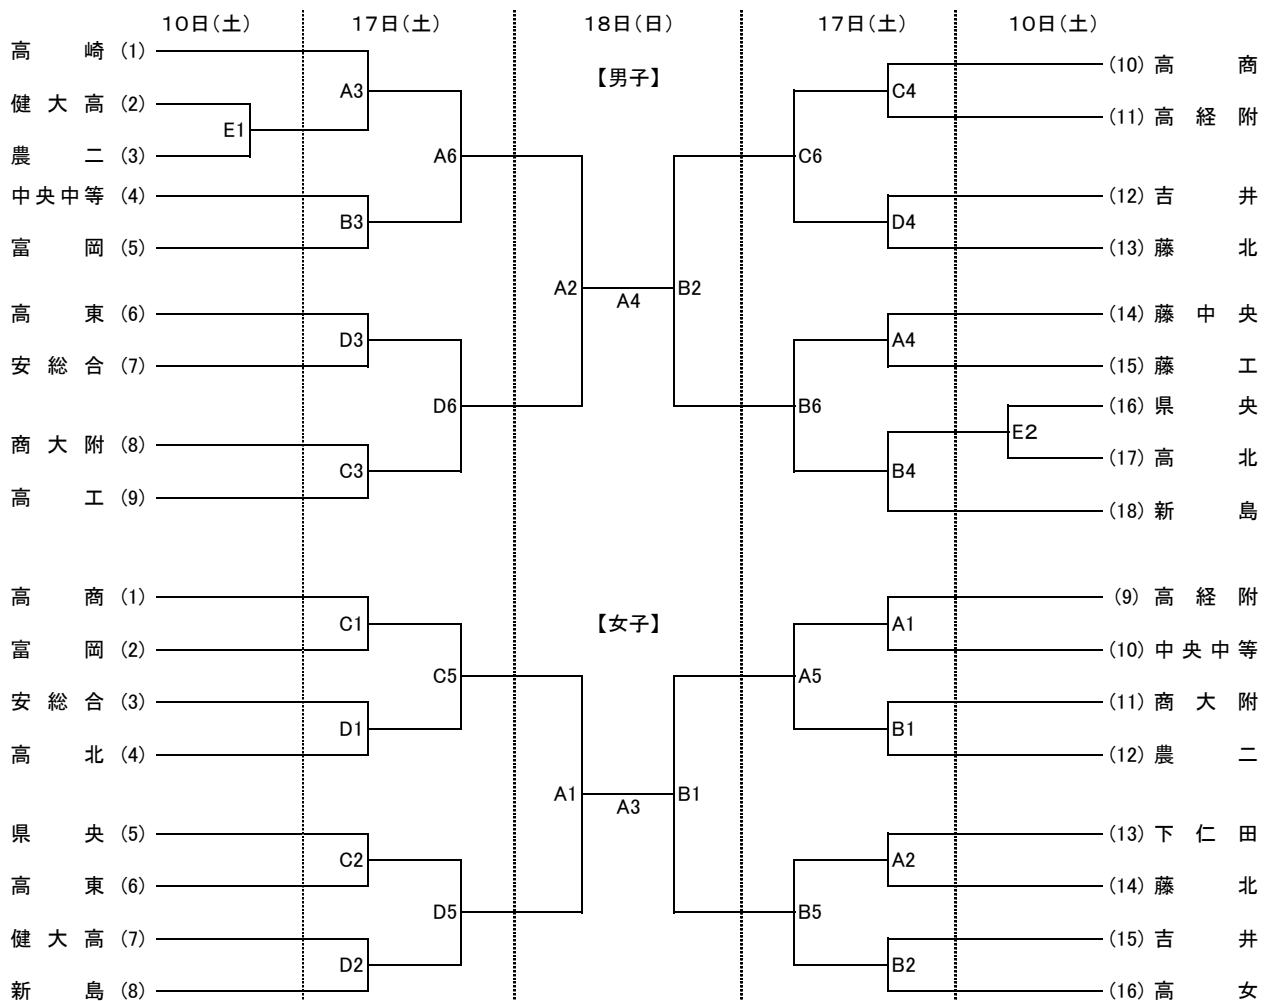 10日（土） 17日（土） 18日（日） 17日（土） 10日（土）
【男子】
高崎 (1)
(10) 高商
健大高 (2) A3 C4
E1 (11) 高経附
農二 (3) A6 C6
中央中等 (4) (12) 吉井
B3 D4
富岡 (5) (13) 藤北
A2 A4 B2
高東 (6) (14) 藤中央
D3 A4
安総合 (7) (15) 藤工
D6 B6 (16) 県央
E2
商大附 (8) (17) 高北
C3 B4
高工 (9) (18) 新島
高商 (1) (9) 高経附
C1 【女子】 A1
富岡 (2) (10) 中央中等
C5 A5
安総合 (3) (11) 商大附
D1 B1
高北 (4) (12) 農二
A1 A3 B1
県央 (5) (13) 下仁田
C2 A2
高東 (6) (14) 藤北
D5 B5
健大高 (7) (15) 吉井
D2 B2
新島 (8) (16) 高女